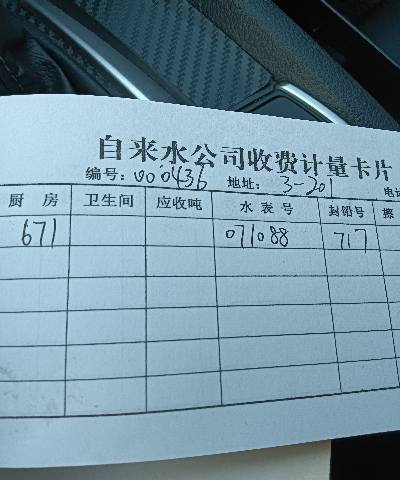 自来水公司收费计量卡片
编号：000436 地址：3-201 电
厨房 卫生间 应收吨 水表号 封铅号
671 071088 717